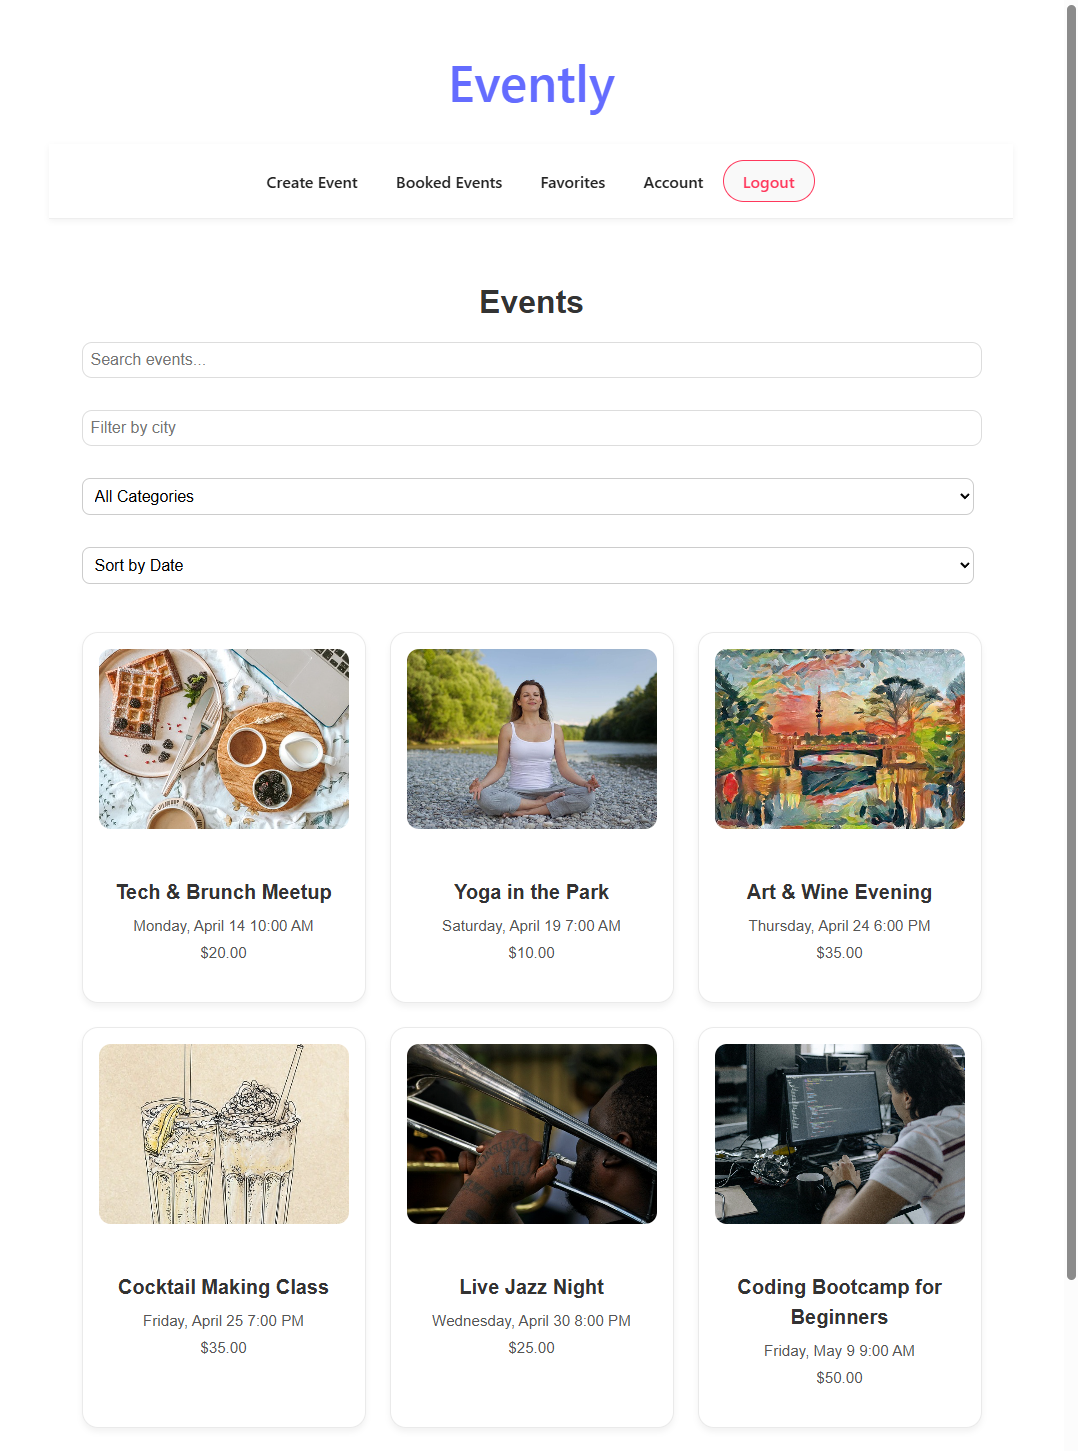 Evently
Create Event Booked Events Favorites Account Logout
Events
Search events...
Filter by city
All Categories
Sort by Date
Tech & Brunch Meetup
Monday, April 14 10:00 AM
$20.00
Yoga in the Park
Saturday, April 19 7:00 AM
$10.00
Art & Wine Evening
Thursday, April 24 6:00 PM
$35.00
Cocktail Making Class
Friday, April 25 7:00 PM
$35.00
Live Jazz Night
Wednesday, April 30 8:00 PM
$25.00
Coding Bootcamp for
Beginners
Friday, May 9 9:00 AM
$50.00